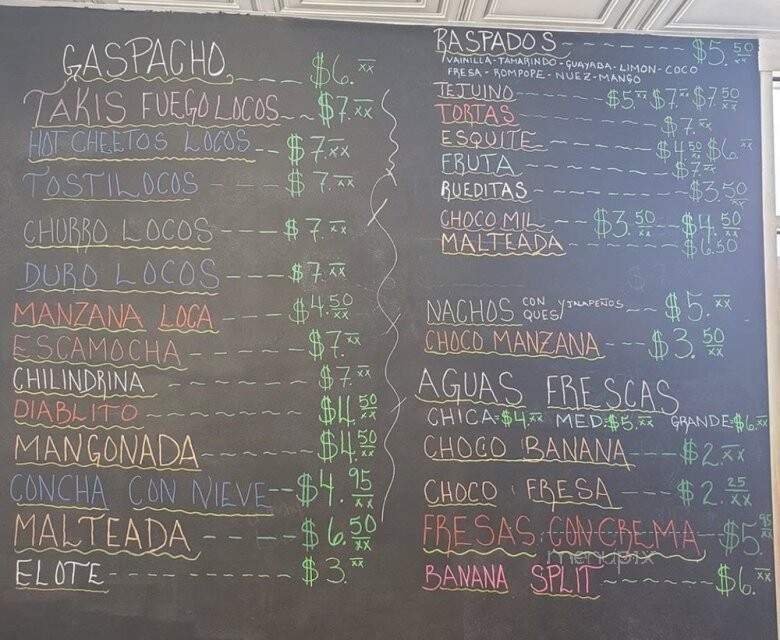 GASPACHO $6.xx
TAKIS FUEGO LOCOS $7.xx
HOT CHEETOS LOCOS $7.xx
TOSTILOCOS $7.xx
CHURRO LOCOS $7.xx
DURO LOCOS $7.xx
MANZANA LOCA $4.50
ESCAMOCHA $7.xx
CHILINDRINA $7.xx
DIABLITO $4.50
MANGONADA $4.50
CONCHA CON NIEVE $4.95
MALTEADA $6.50
ELOTE $3.xx
RASPADOS $5.50
VAINILLA-TAMARINDO-GUAYABA-LIMON-COCO
FRESA-ROMPOPE-NUEZ-MANGO
TEJUINO $5.xx $7.xx $7.50
TORTAS $7.xx
ESQUITE $4.50 $6.xx
FRUTA $7.xx
RUEDITAS $3.50
CHOCO MIL $3.50 $4.50
MALTEADA $6.50
NACHOS CON QUESO Y JALAPEÑOS $5.xx
CHOCO MANZANA $3.50
AGUAS FRESCAS
CHICA=$4.xx MED=$5.xx GRANDE=$6.xx
CHOCO BANANA $2.xx
CHOCO FRESA $2.25
FRESAS CON CREMA $5.95
BANANA SPLIT $6.xx
menupix